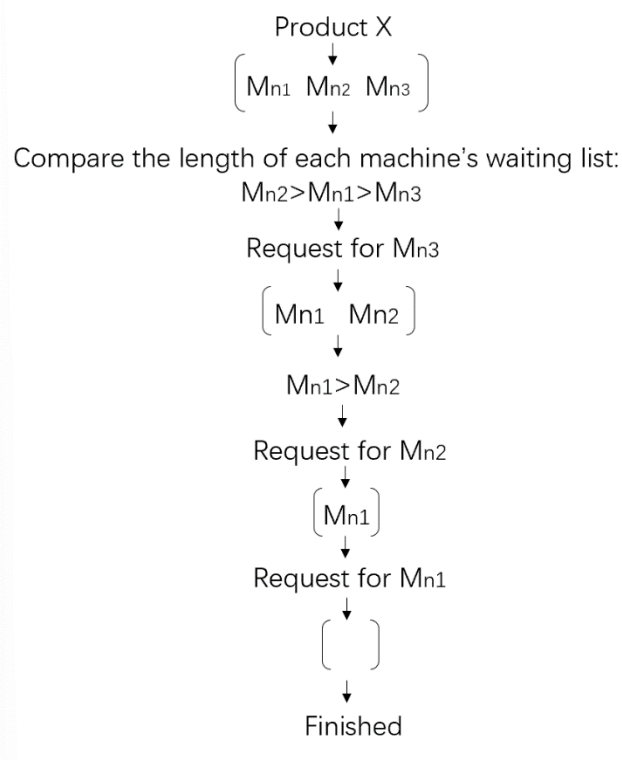 Product X
Mn1 Mn2 Mn3
Compare the length of each machine's waiting list:
Mn2>Mn1>Mn3
Request for Mn3
Mn1 Mn2
Mn1>Mn2
Request for Mn2
Mn1
Request for Mn1
Finished